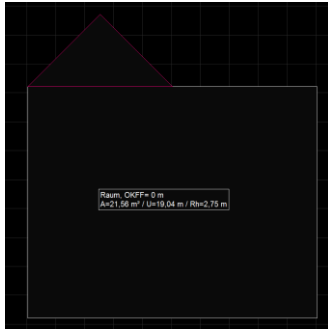 Raum, OKFF= 0 m
A=21,56 m² / U=19,04 m / Rh=2,75 m